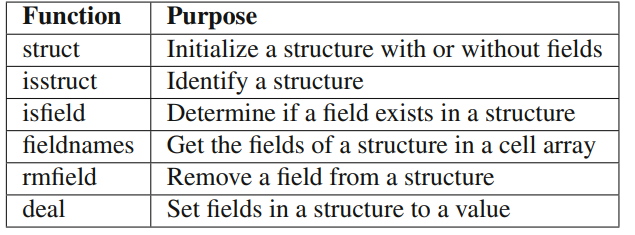 Function Purpose
struct Initialize a structure with or without fields
isstruct Identify a structure
isfield Determine if a field exists in a structure
fieldnames Get the fields of a structure in a cell array
rmfield Remove a field from a structure
deal Set fields in a structure to a value